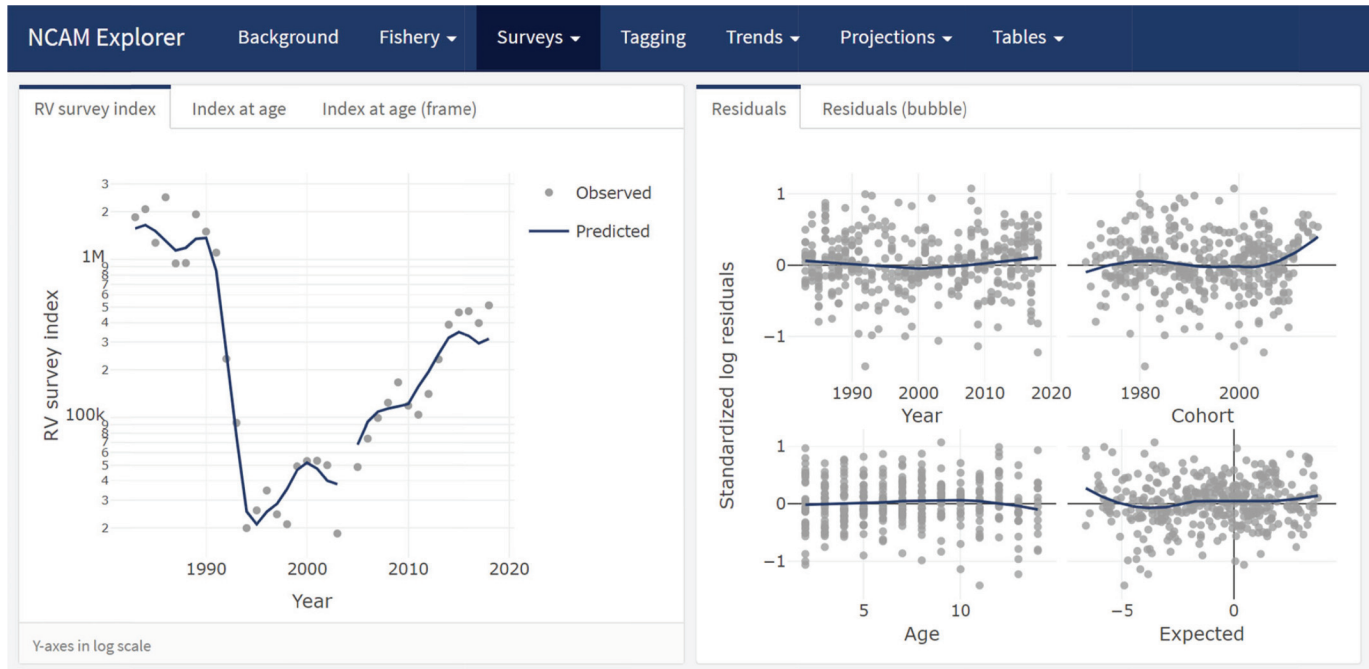 NCAM Explorer Background Fishery Surveys Tagging Trends Projections Tables
RV survey index Index at age Index at age (frame)
3
2
1M
9
8
7
6
5
4
3
2
100k
9
8
7
6
5
4
3
2
RV survey index
1990 2000 2010 2020
Year
Observed
Predicted
Y-axes in log scale
Residuals Residuals (bubble)
Standardized log residuals
1
0
−1
1990 2000 2010 2020
Year
1980 2000
Cohort
1
0
−1
5 10
Age
−5 0
Expected